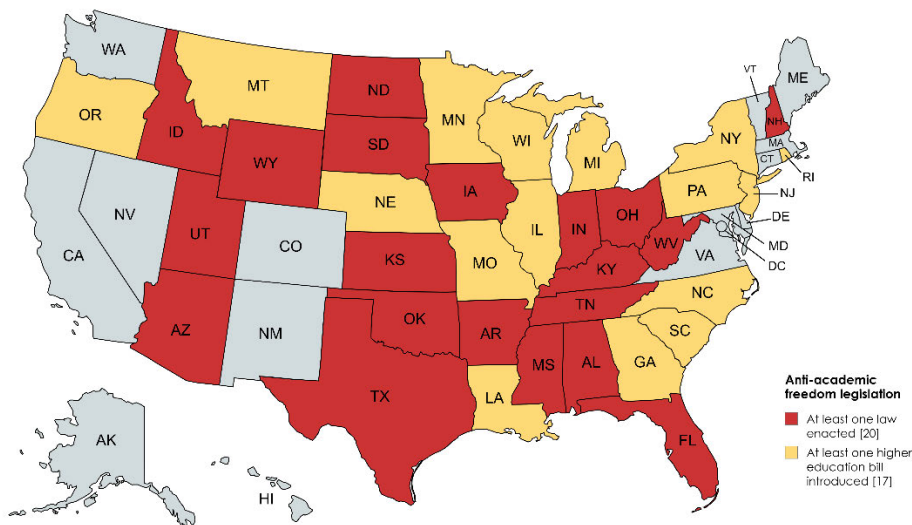 WA
MT
ND
MN
VT
ME
OR
ID
WY
SD
WI
MI
NY
NH
MA
CT
RI
NV
UT
CO
NE
IA
IL
IN
OH
PA
NJ
DE
MD
DC
CA
KS
MO
KY
WV
VA
AZ
NM
OK
AR
TN
NC
SC
TX
LA
MS
AL
GA
FL
AK
HI
Anti-academic
freedom legislation
At least one law
enacted [20]
At least one higher
education bill
introduced [17]